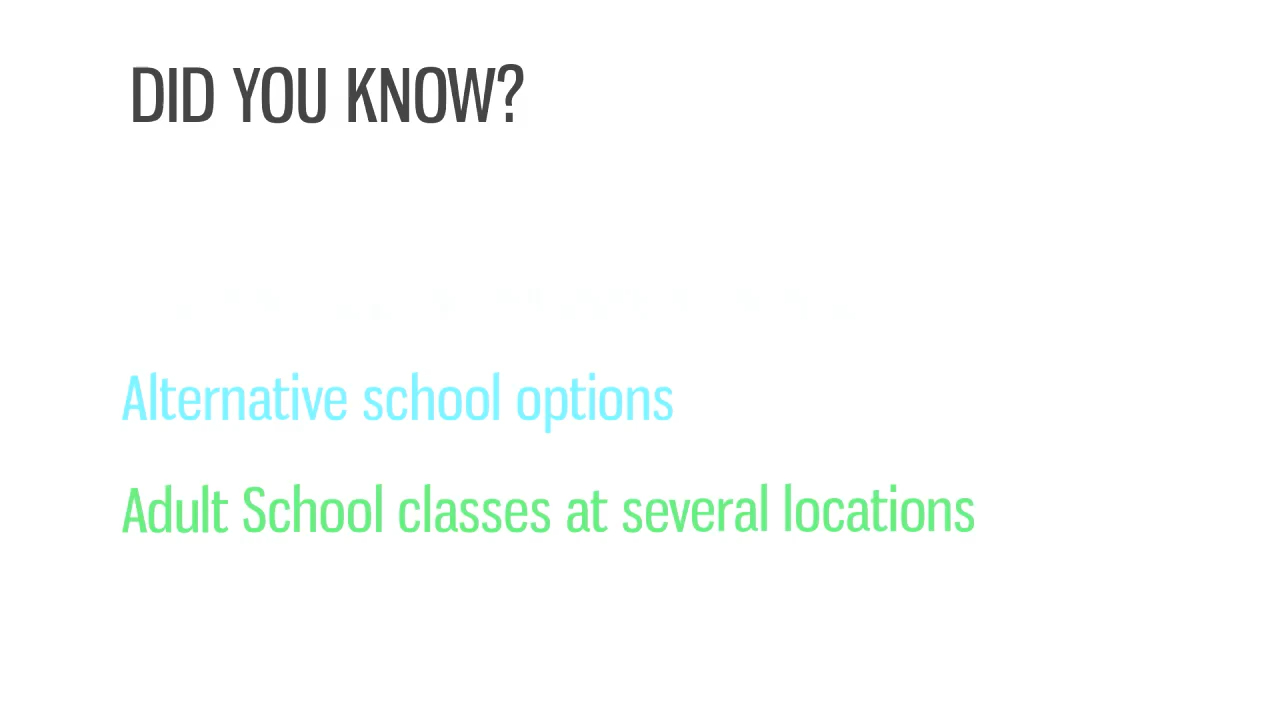 DID YOU KNOW?
Alternative school options
Adult School classes at several locations